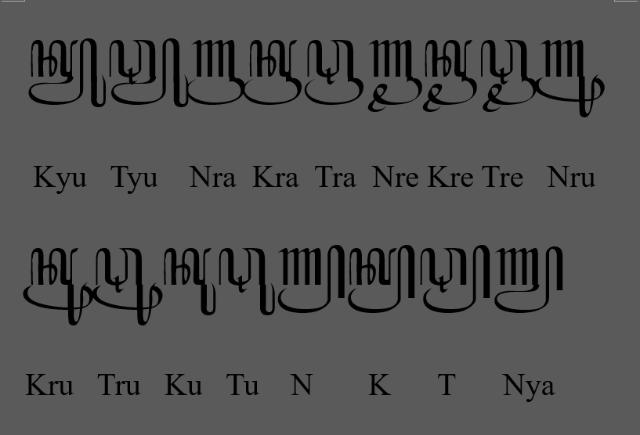 ꦏꦾꦸꦠꦾꦸꦤꦿꦏꦿꦠꦿꦤꦽꦏꦽꦠꦽꦤꦿꦸ
Kyu Tyu Nra Kra Tra Nre Kre Tre Nru
ꦏꦿꦸꦠꦿꦸꦏꦸꦠꦸꦤ꧀ꦏ꧀ꦠ꧀ꦤꦾ
Kru Tru Ku Tu N K T Nya